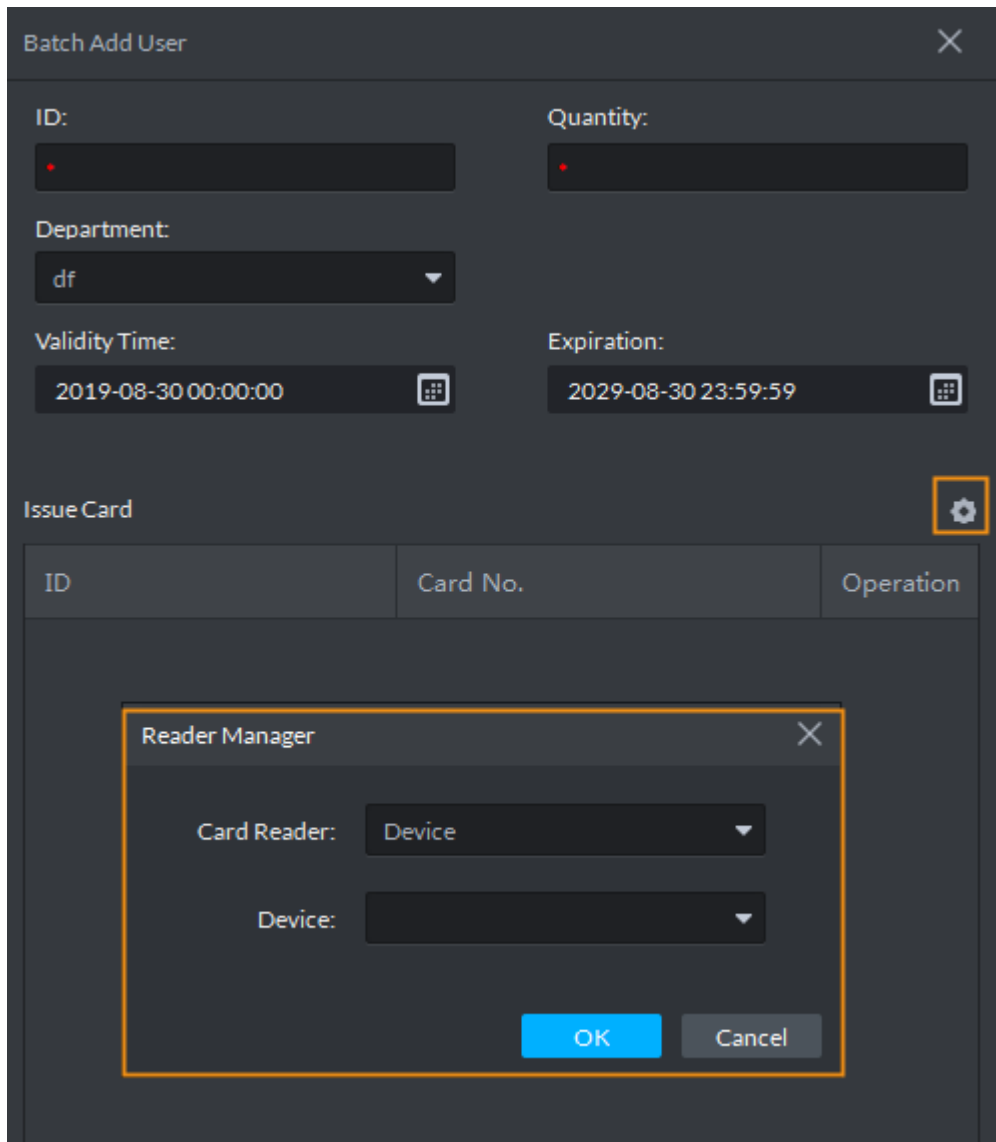 Batch Add User
ID: Quantity:
Department:
df
Validity Time: Expiration:
2019-08-30 00:00:00 2029-08-30 23:59:59
Issue Card
ID Card No. Operation
Reader Manager
Card Reader: Device
Device:
OK Cancel